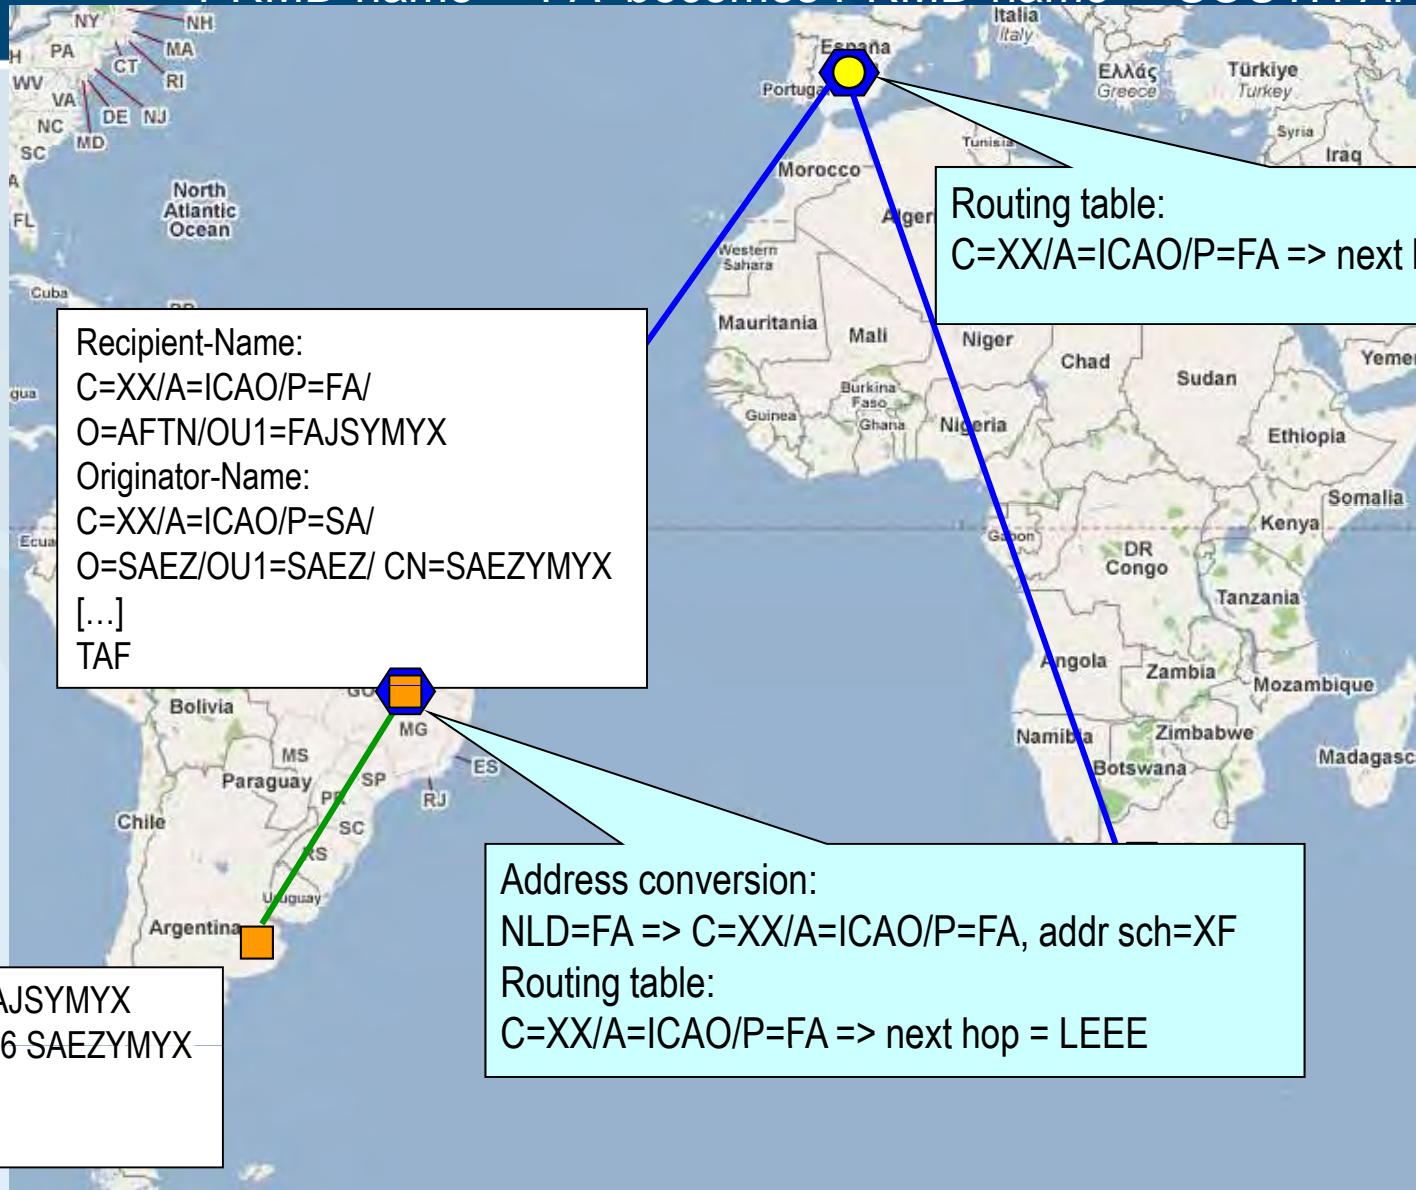 NY
NH
PA
MA
CT
RI
WV
VA
DE
NJ
NC
MD
SC
FL
North
Atlantic
Ocean
Cuba
España
Italia
Italy
Ελλάς
Greece
Türkiye
Turkey
Syria
Iraq
Tunisia
Morocco
Western
Sahara
Routing table:
C=XX/A=ICAO/P=FA => next
Mauritania
Mali
Niger
Chad
Sudan
Burkina
Faso
Guinea
Ghana
Nigeria
Ethiopia
Somalia
Kenya
Gabon
DR
Congo
Tanzania
Angola
Zambia
Mozambique
Namibia
Zimbabwe
Botswana
Recipient-Name:
C=XX/A=ICAO/P=FA/
O=AFTN/OU1=FAJSYMYX
Originator-Name:
C=XX/A=ICAO/P=SA/
O=SAEZ/OU1=SAEZ/ CN=SAEZYMYX
[…]
TAF
Bolivia
MG
MS
ES
Paraguay
SP
PR
RJ
Chile
SC
RS
Uruguay
Argentina
Address conversion:
NLD=FA => C=XX/A=ICAO/P=FA, addr sch=XF
Routing table:
C=XX/A=ICAO/P=FA => next hop = LEEE
AJSYMYX
6 SAEZYMYX